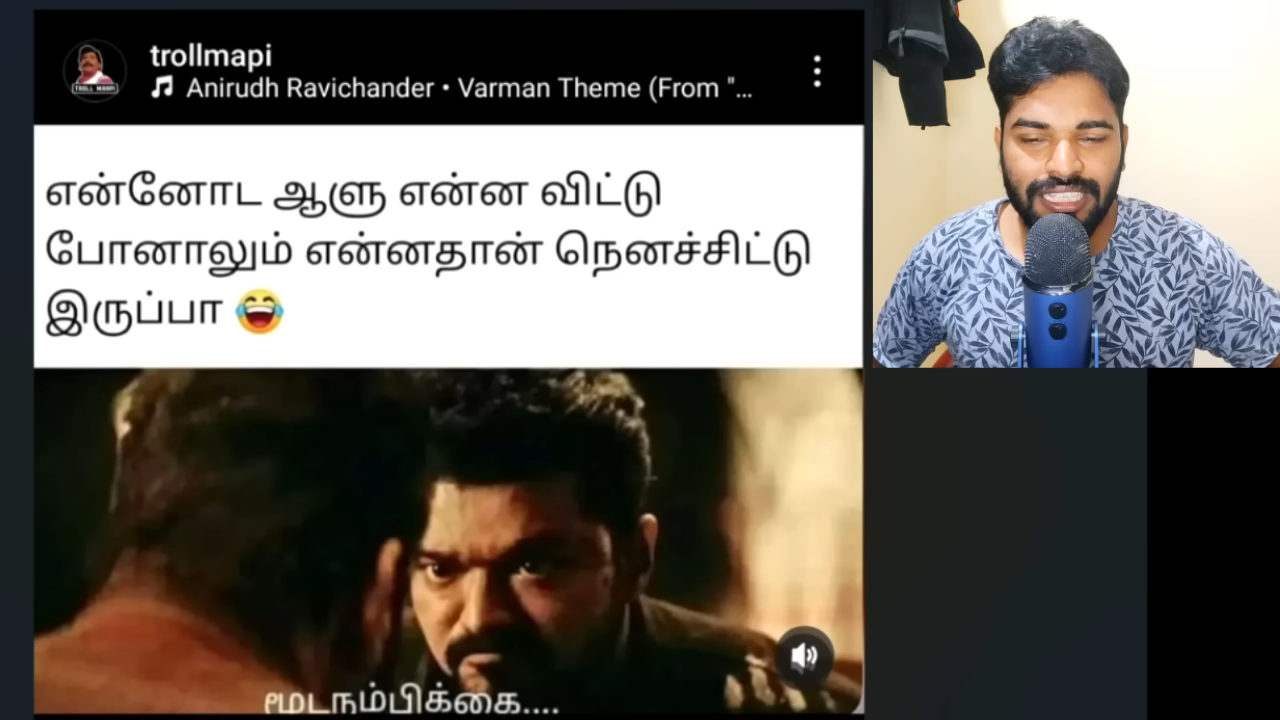 trollmapi
Anirudh Ravichander • Varman Theme (From "...
என்னோட ஆளு என்ன விட்டு
போனாலும் என்னதான் நெனச்சிட்டு
இருப்பா 😂
மூடநம்பிக்கை....